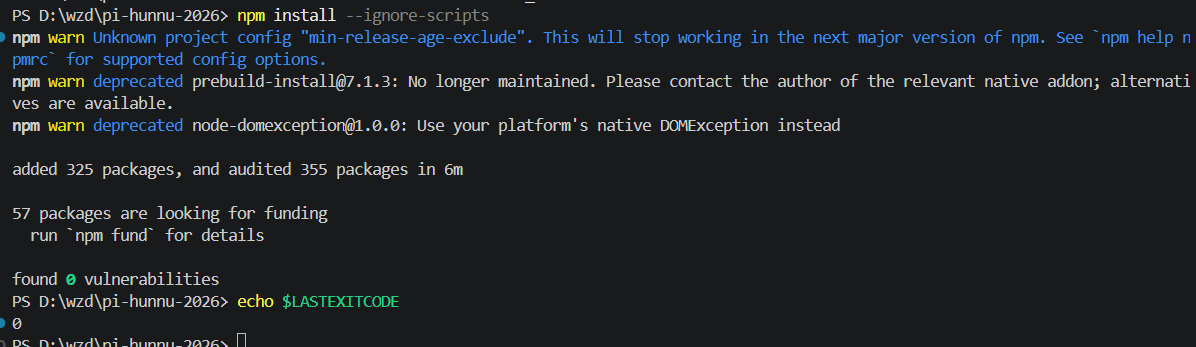 PS D:\wzd\pi-hunnu-2026> npm install --ignore-scripts
npm warn Unknown project config "min-release-age-exclude". This will stop working in the next major version of npm. See `npm help n
pmrc` for supported config options.
npm warn deprecated prebuild-install@7.1.3: No longer maintained. Please contact the author of the relevant native addon; alternati
ves are available.
npm warn deprecated node-domexception@1.0.0: Use your platform's native DOMException instead
added 325 packages, and audited 355 packages in 6m
57 packages are looking for funding
run `npm fund` for details
found 0 vulnerabilities
PS D:\wzd\pi-hunnu-2026> echo $LASTEXITCODE
0
PS D:\wzd\pi-hunnu-2026>